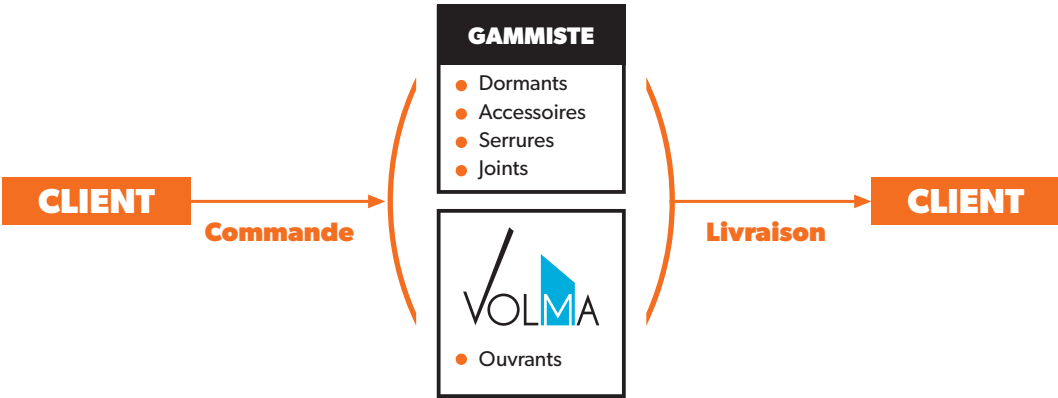 GAMMISTE
Dormants
Accessoires
Serrures
Joints
CLIENT
Commande
Livraison
CLIENT
VOLMA
Ouvrants